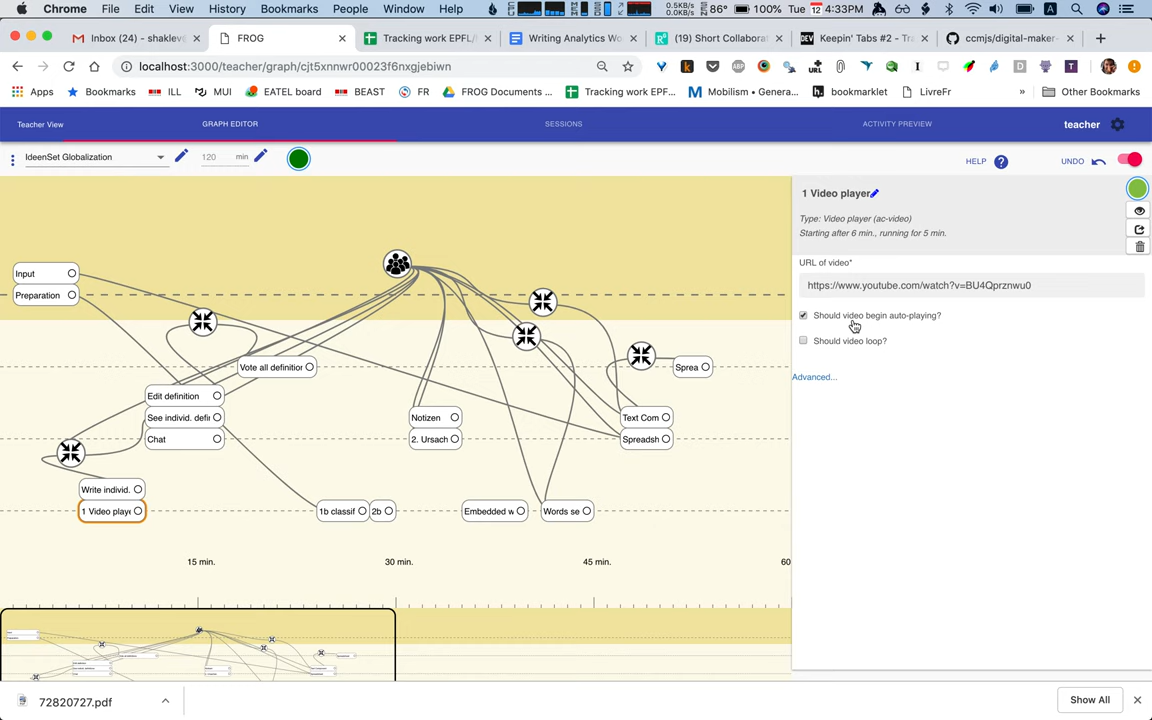 Chrome File Edit View History Bookmarks People Window Help 0.5KB/s 0.0KB/s 86° 100% Tue 12 4:33PM
Inbox (24) - shaklev FROG Tracking work EPFL/ Writing Analytics Wo (19) Short Collaborat Keepin' Tabs #2 - Tra ccmjs/digital-maker-
localhost:3000/teacher/graph/cjt5xnnwr00023f6nxgjebiwn
Apps Bookmarks ILL MUI EATEL board BEAST FR FROG Documents ... Tracking work EPF... Mobilism • Genera... bookmarklet LivreFr » Other Bookmarks
Teacher View GRAPH EDITOR SESSIONS ACTIVITY PREVIEW teacher
IdeenSet Globalization 120 min HELP ? UNDO
1 Video player
Type: Video player (ac-video)
Starting after 6 min., running for 5 min.
URL of video*
https://www.youtube.com/watch?v=BU4Qprznwu0
Should video begin auto-playing?
Should video loop?
Advanced...
Input
Preparation
Vote all definitior
Sprea
Edit definition
See individ. defi
Chat
Notizen
2. Ursach
Text Com
Spreadsh
Write individ.
1 Video playe
1b classif
2b
Embedded w
Words se
15 min. 30 min. 45 min. 60
72820727.pdf Show All